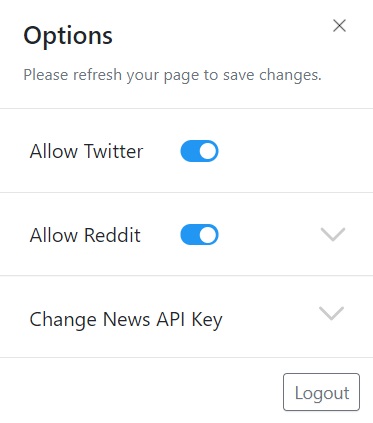 Options
Please refresh your page to save changes.
Allow Twitter
Allow Reddit
Change News API Key
Logout